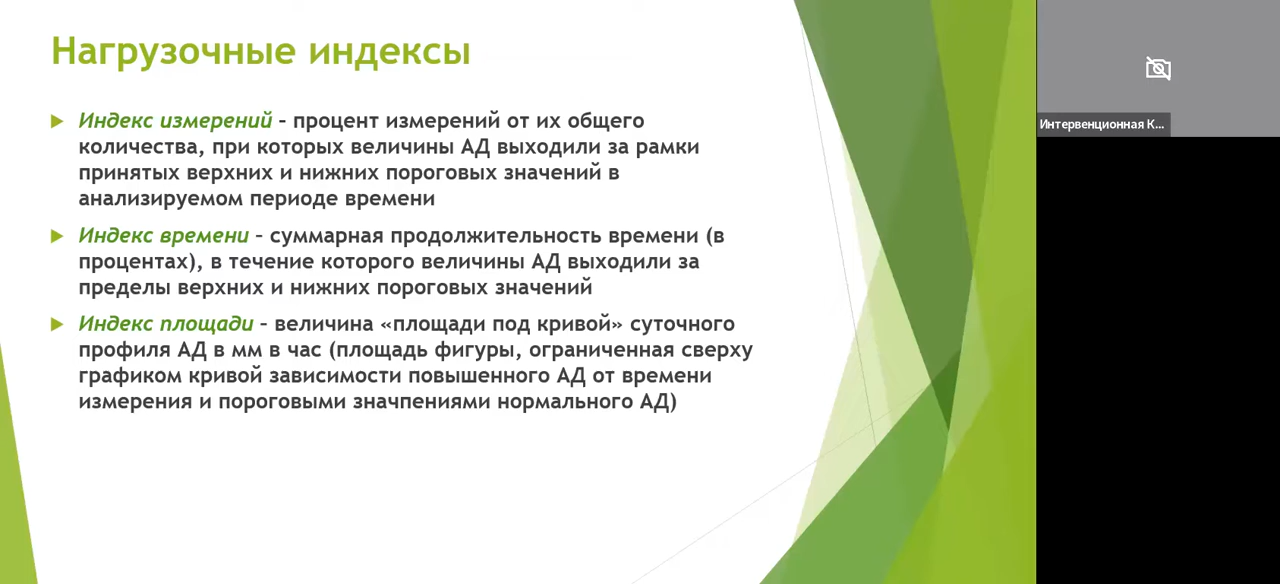 Нагрузочные индексы
Индекс измерений – процент измерений от их общего
количества, при которых величины АД выходили за рамки
принятых верхних и нижних пороговых значений в
анализируемом периоде времени
Индекс времени – суммарная продолжительность времени (в
процентах), в течение которого величины АД выходили за
пределы верхних и нижних пороговых значений
Индекс площади – величина «площади под кривой» суточного
профиля АД в мм в час (площадь фигуры, ограниченная сверху
графиком кривой зависимости повышенного АД от времени
измерения и пороговыми значпениями нормального АД)
Интервенционная К...